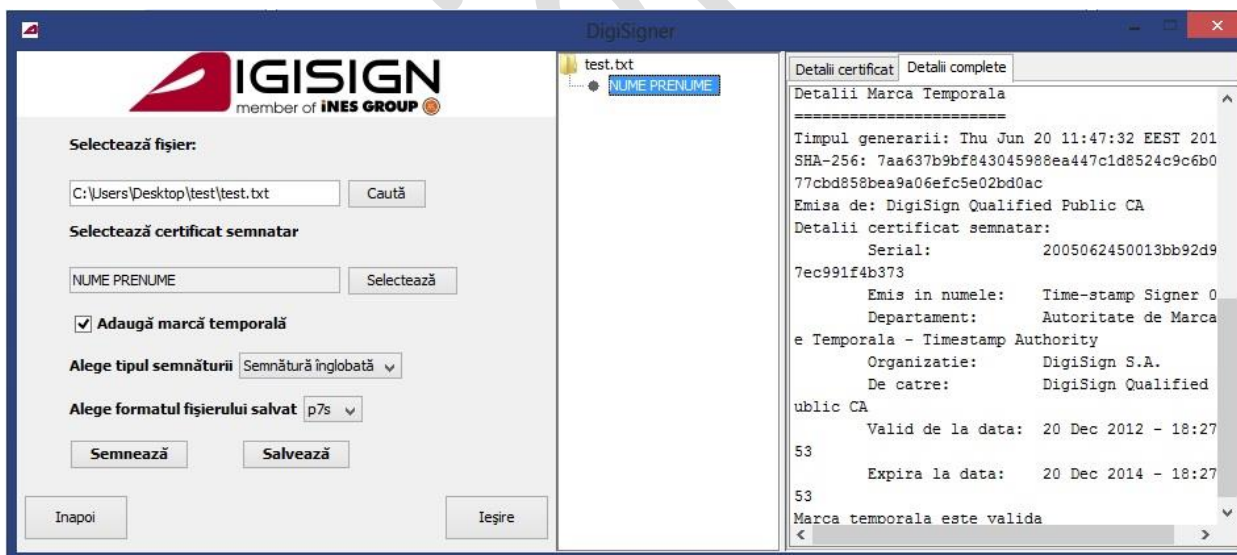 DigiSigner
IGISIGN
member of iNES GROUP
Selectează fişier:
C:\Users\Desktop\test\test.txt
Caută
Selectează certificat semnatar
NUME PRENUME
Selectează
Adaugă marcă temporală
Alege tipul semnăturii
Semnătură înglobată
Alege formatul fişierului salvat
p7s
Semnează
Salvează
Inapoi
Ieşire
test.txt
NUME PRENUME
Detalii certificat
Detalii complete
Detalii Marca Temporala
=======================
Timpul generarii: Thu Jun 20 11:47:32 EEST 201
SHA-256: 7aa637b9bf843045988ea447c1d8524c9c6b0
77cbd858bea9a06efc5e02bd0ac
Emisa de: DigiSign Qualified Public CA
Detalii certificat semnatar:
Serial: 2005062450013bb92d9
7ec991f4b373
Emis in numele: Time-stamp Signer 0
Departament: Autoritate de Marca
e Temporala - Timestamp Authority
Organizatie: DigiSign S.A.
De catre: DigiSign Qualified
ublic CA
Valid de la data: 20 Dec 2012 - 18:27
53
Expira la data: 20 Dec 2014 - 18:27
53
Marca temporala este valida